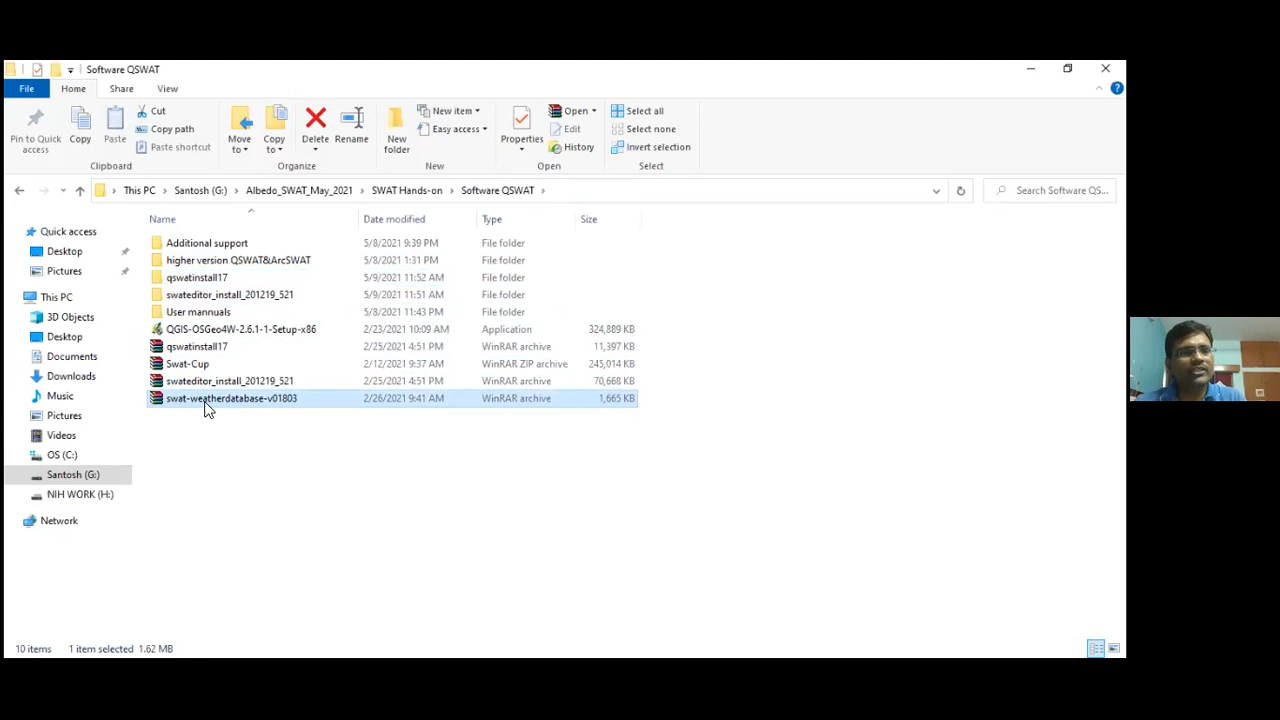 Software QSWAT
File Home Share View
Pin to Quick access
Copy
Paste
Cut
Copy path
Paste shortcut
Clipboard
Move to
Copy to
Delete
Rename
Organize
New folder
New item
Easy access
New
Properties
Open
Edit
History
Open
Select all
Select none
Invert selection
Select
This PC > Santosh (G:) > Albedo_SWAT_May_2021 > SWAT Hands-on > Software QSWAT >
Search Software QS...
Quick access
Desktop
Pictures
This PC
3D Objects
Desktop
Documents
Downloads
Music
Pictures
Videos
OS (C:)
Santosh (G:)
NIH WORK (H:)
Network
Name Date modified Type Size
Additional support 5/8/2021 9:39 PM File folder
higher version QSWAT&ArcSWAT 5/8/2021 1:31 PM File folder
qswatinstall17 5/9/2021 11:52 AM File folder
swateditor_install_201219_521 5/9/2021 11:51 AM File folder
User mannuals 5/8/2021 11:43 PM File folder
QGIS-OSGeo4W-2.6.1-1-Setup-x86 2/23/2021 10:09 AM Application 324,889 KB
qswatinstall17 2/25/2021 4:51 PM WinRAR archive 11,397 KB
Swat-Cup 2/12/2021 9:37 AM WinRAR ZIP archive 245,014 KB
swateditor_install_201219_521 2/25/2021 4:51 PM WinRAR archive 70,668 KB
swat-weatherdatabase-v01803 2/26/2021 9:41 AM WinRAR archive 1,665 KB
10 items 1 item selected 1.62 MB